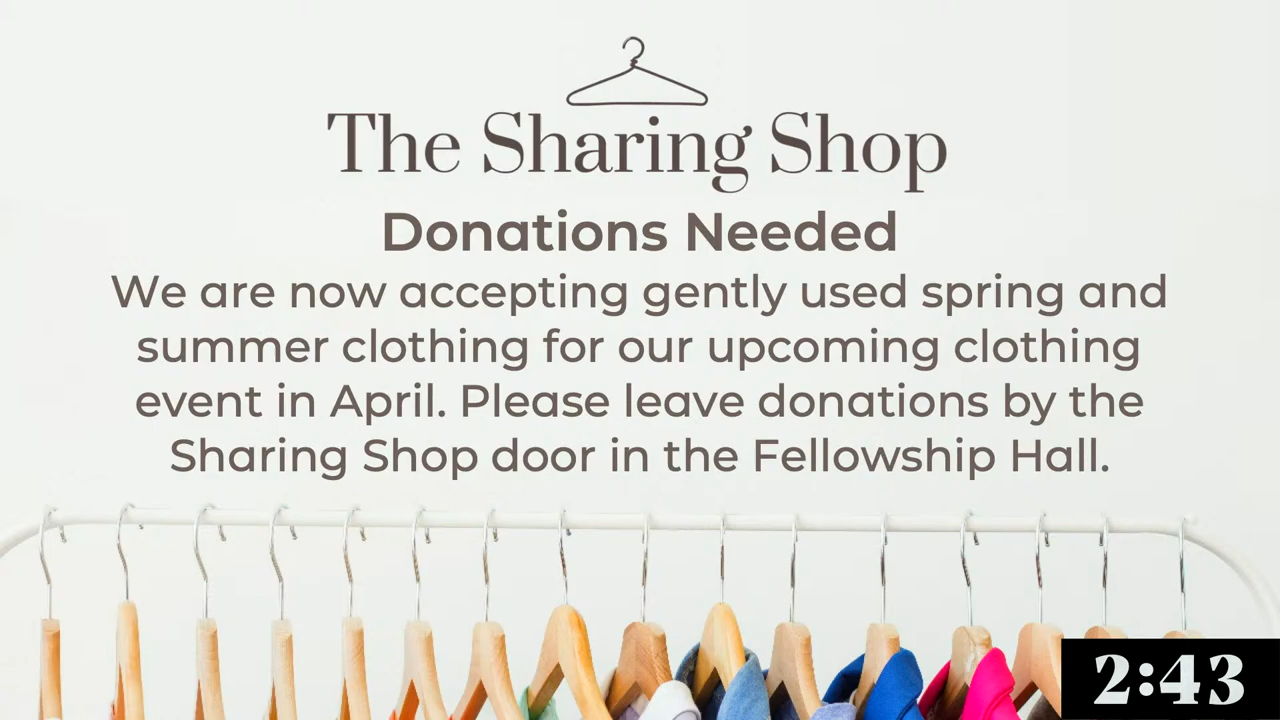 The Sharing Shop
Donations Needed
We are now accepting gently used spring and
summer clothing for our upcoming clothing
event in April. Please leave donations by the
Sharing Shop door in the Fellowship Hall.
2:43